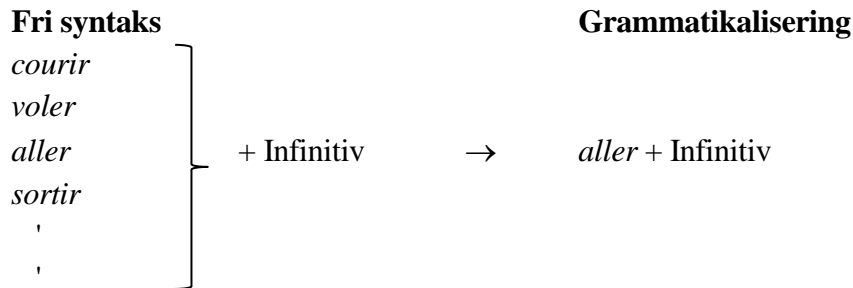 Fri syntaks Grammatikalisering
courir
voler
aller + Infinitiv → aller + Infinitiv
sortir
'
'